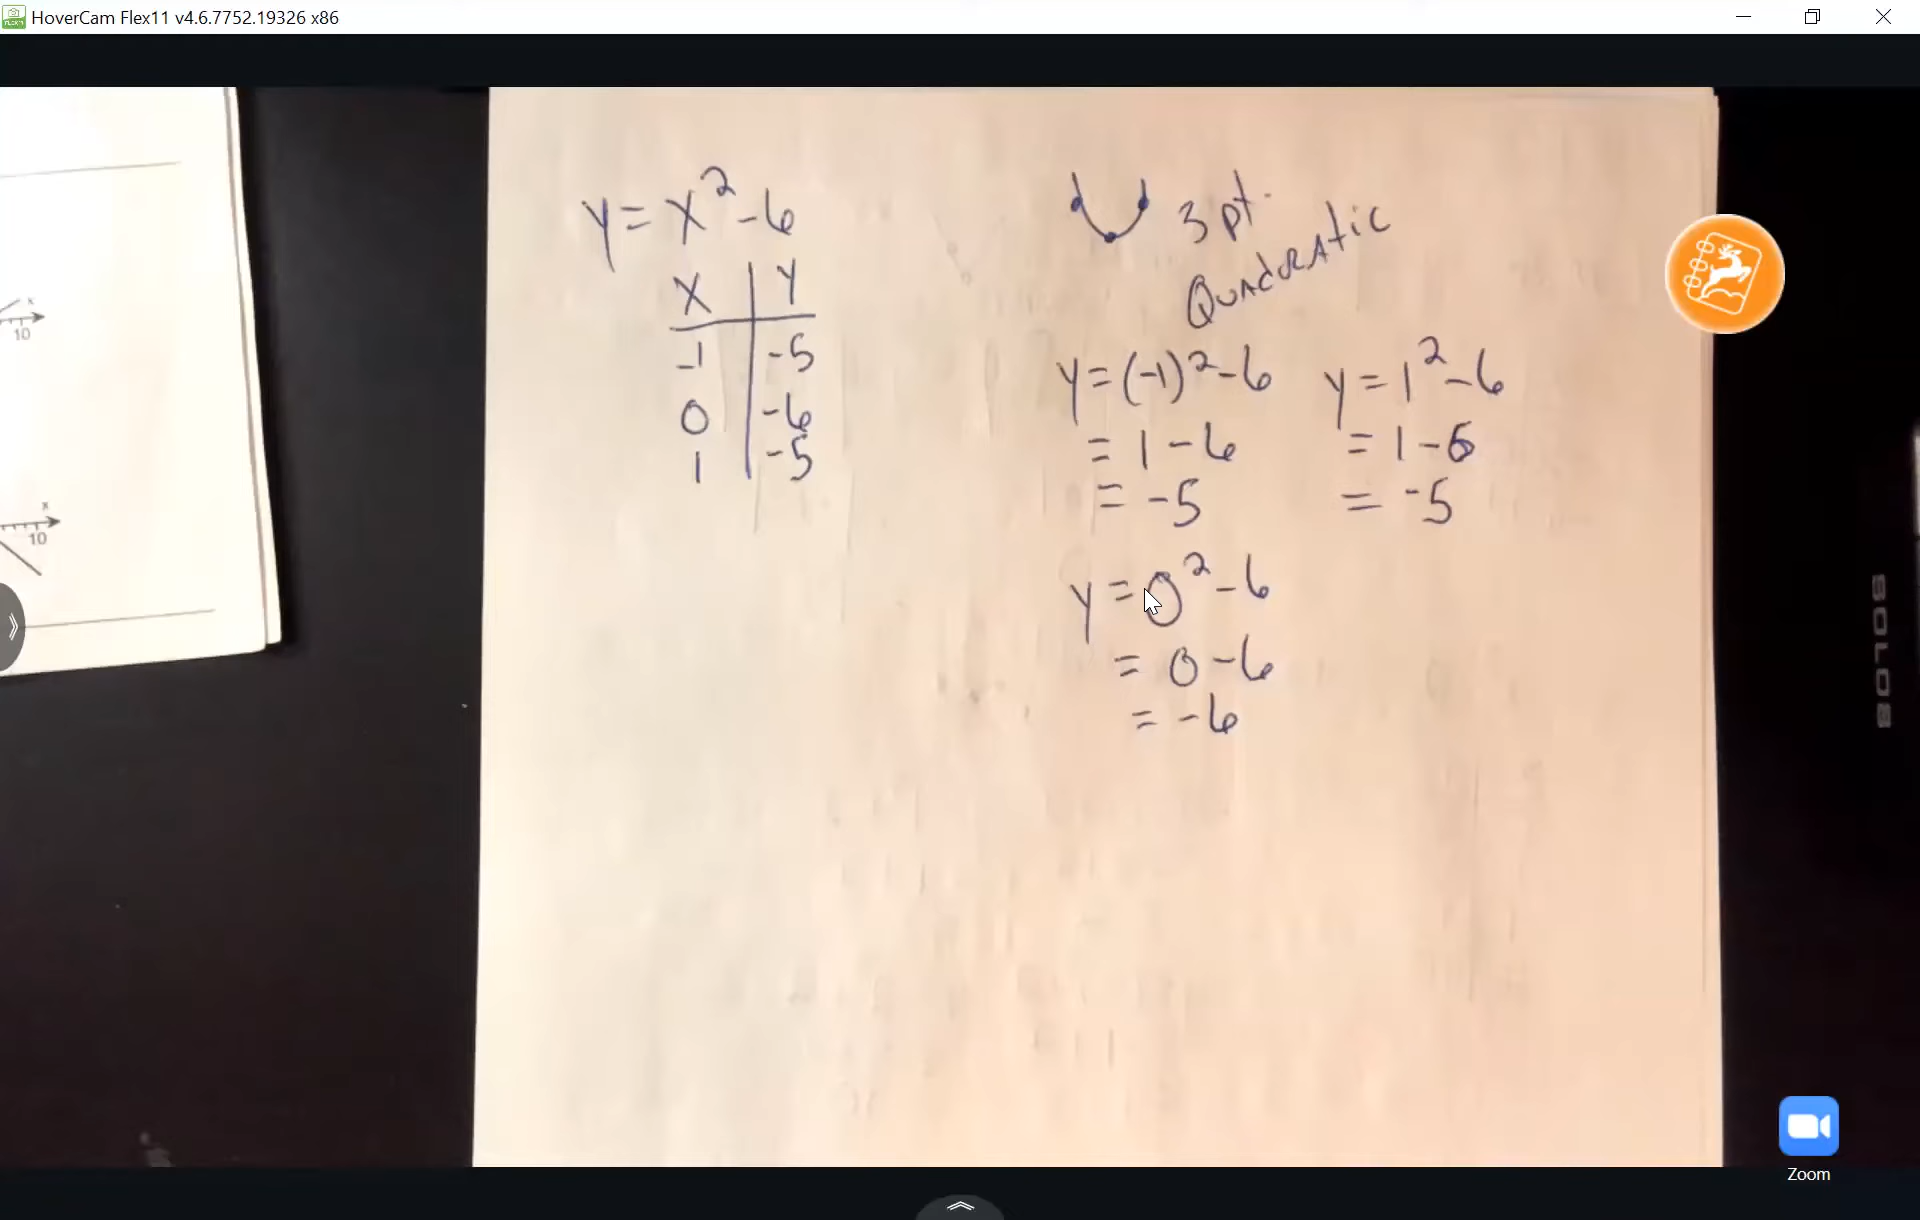 HoverCam Flex11 v4.6.7752.19326 x86
y = x² - 6
X | Y
-1 | -5
0 | -6
1 | -5
3 pt.
Quadratic
y = (-1)² - 6
= 1 - 6
= -5
y = 1² - 6
= 1 - 6
= -5
y = 0² - 6
= 0 - 6
= -6
x
10
x
10
SOLO8
Zoom